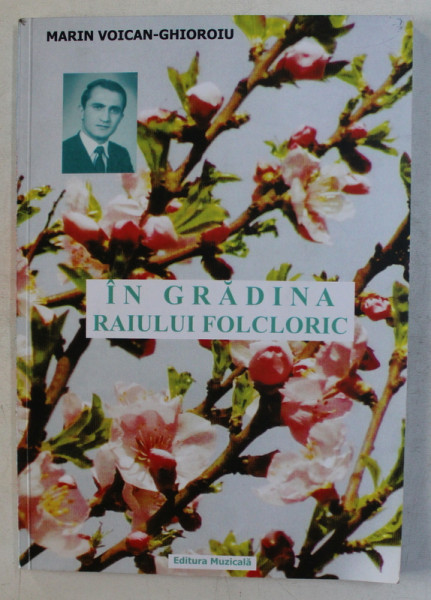 MARIN VOICAN-GHIOROIU
ÎN GRĂDINA
RAIULUI FOLCLORIC
Editura Muzicală